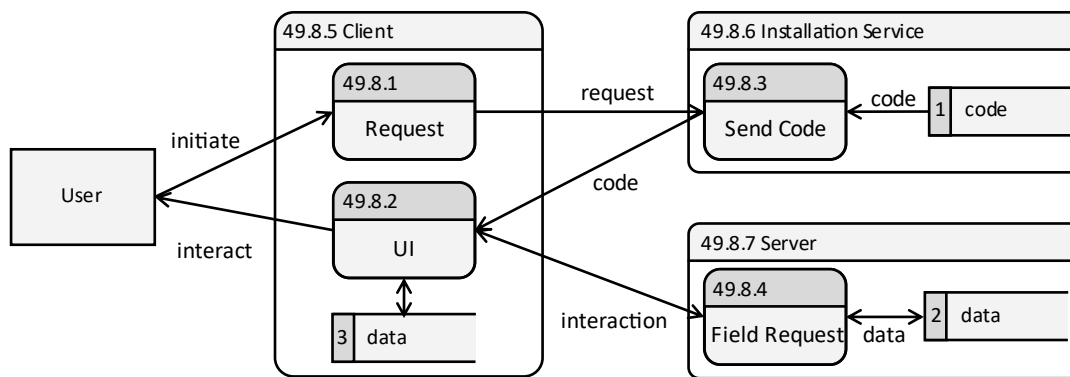 49.8.5 Client
49.8.6 Installation Service
49.8.1
Request
request
49.8.3
Send Code
code
1
code
initiate
User
code
49.8.2
UI
interact
49.8.7 Server
49.8.4
Field Request
interaction
data
2
data
3
data